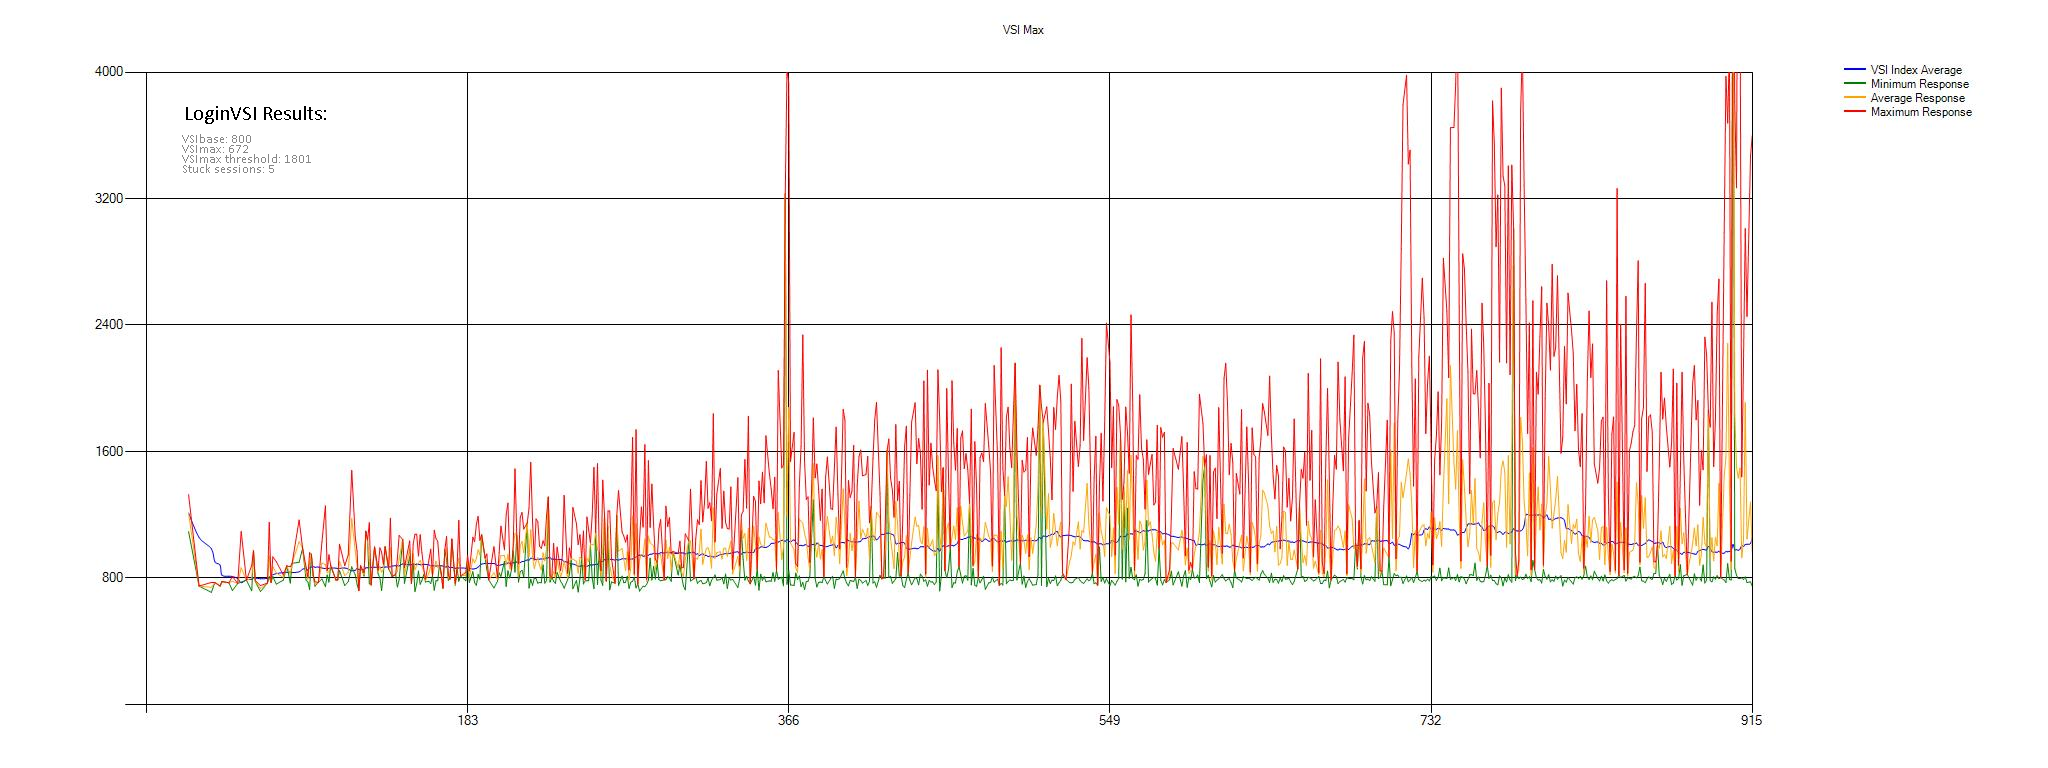 VSI Max
4000
3200
2400
1600
800
183
366
549
732
915
LoginVSI Results:
VSIbase: 800
VSImax: 672
VSImax threshold: 1801
Stuck sessions: 5
VSI Index Average
Minimum Response
Average Response
Maximum Response